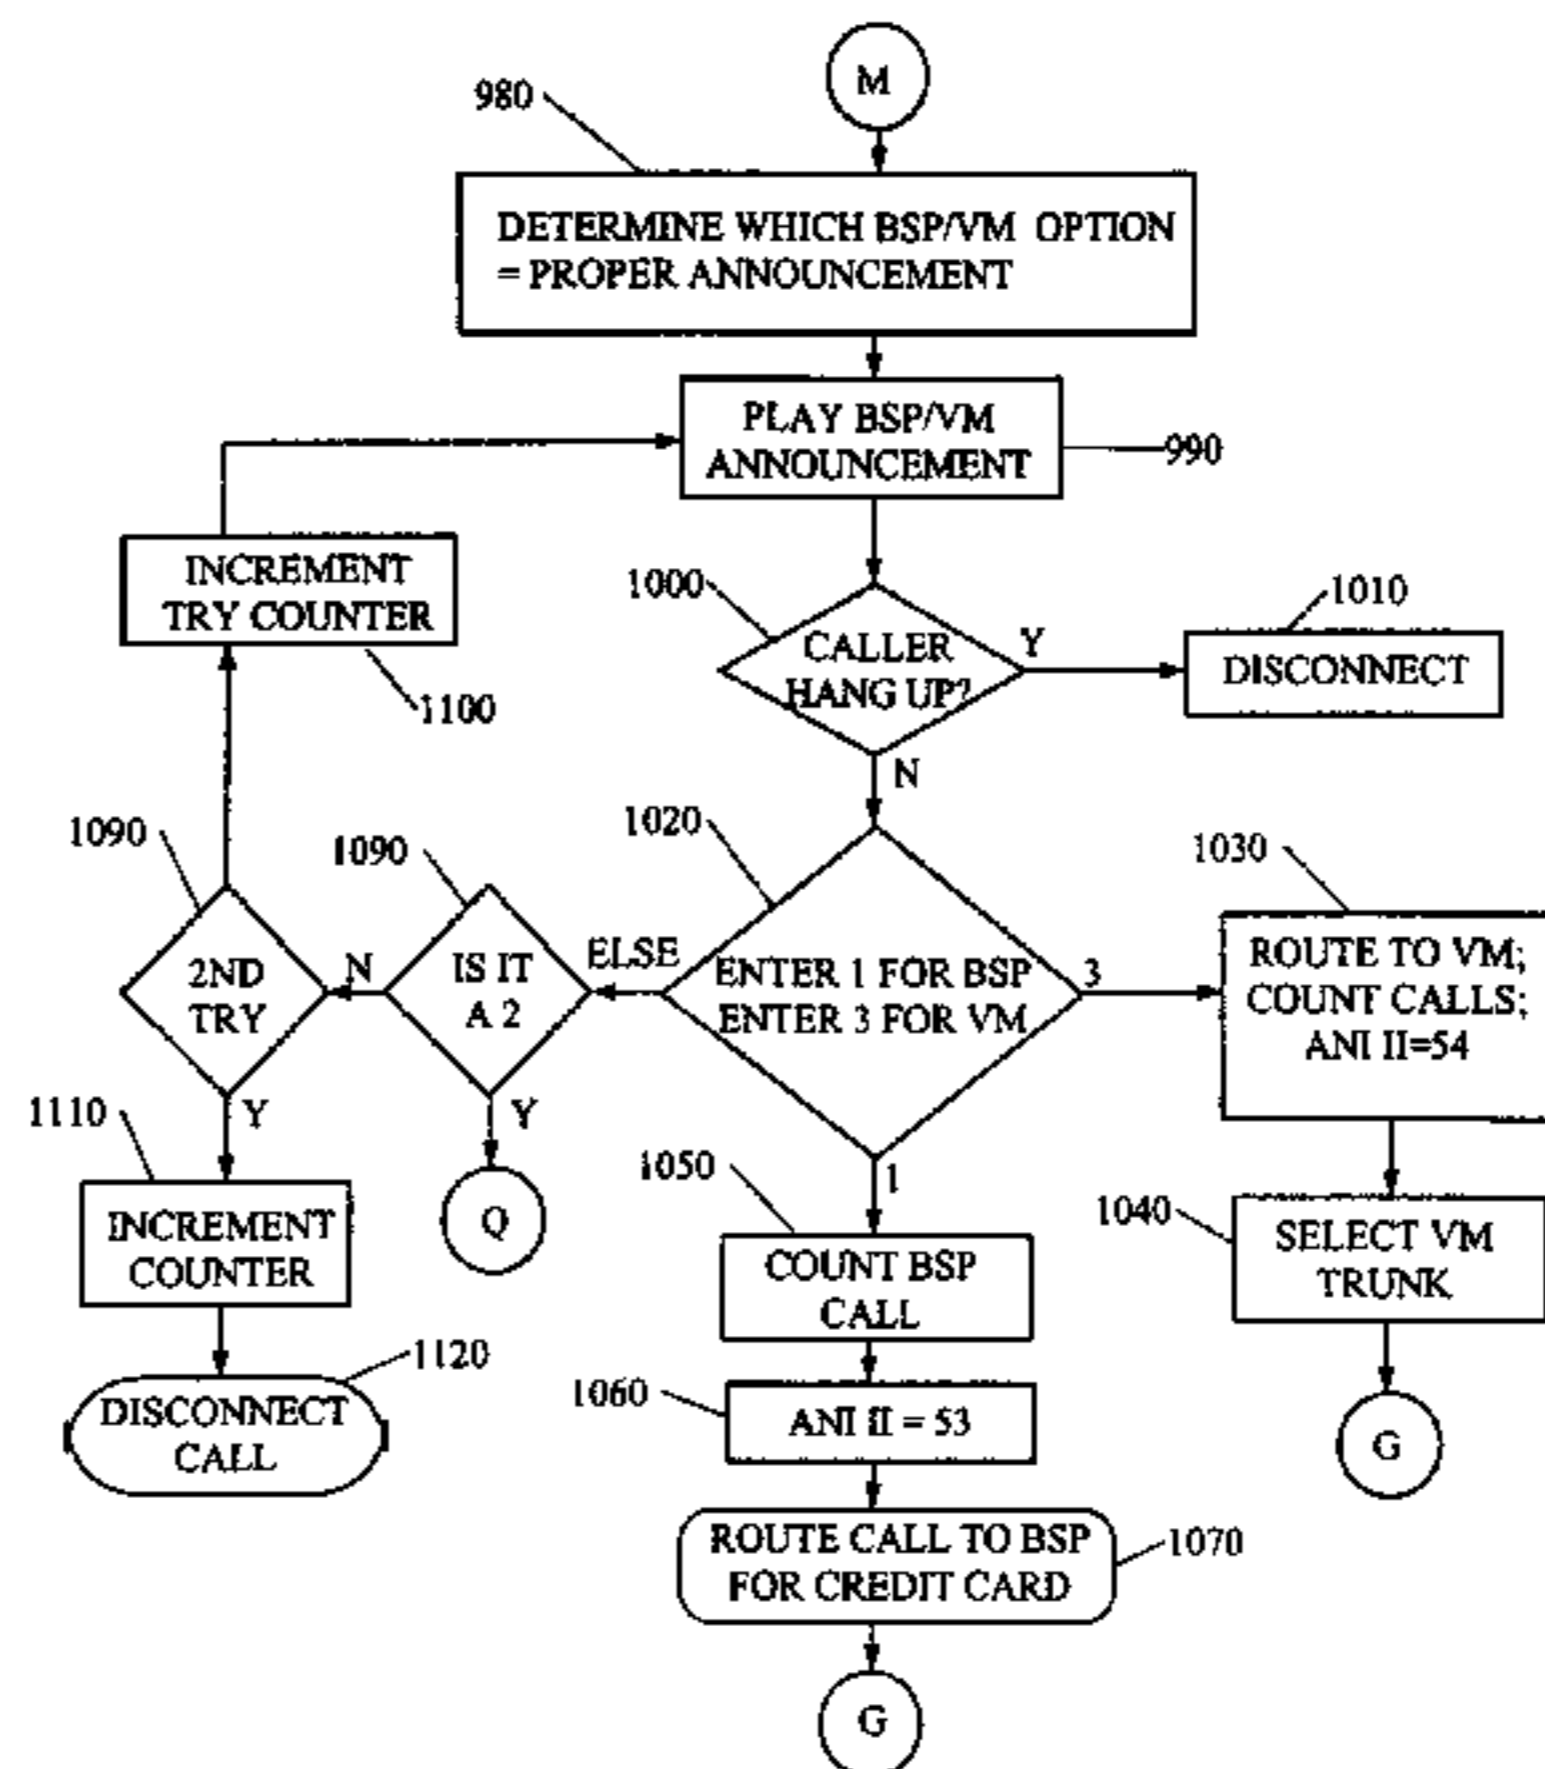 M
980
DETERMINE WHICH BSP/VM OPTION
= PROPER ANNOUNCEMENT
PLAY BSP/VM
ANNOUNCEMENT
990
INCREMENT
TRY COUNTER
1100
1000
CALLER
HANG UP?
Y
1010
DISCONNECT
N
1090
2ND
TRY
N
1090
IS IT
A 2
ELSE
1020
ENTER 1 FOR BSP
ENTER 3 FOR VM
3
1030
ROUTE TO VM;
COUNT CALLS;
ANI II=54
Y
Y
1
1110
INCREMENT
COUNTER
Q
1050
COUNT BSP
CALL
1040
SELECT VM
TRUNK
1120
DISCONNECT
CALL
1060
ANI II = 53
G
ROUTE CALL TO BSP
FOR CREDIT CARD
1070
G